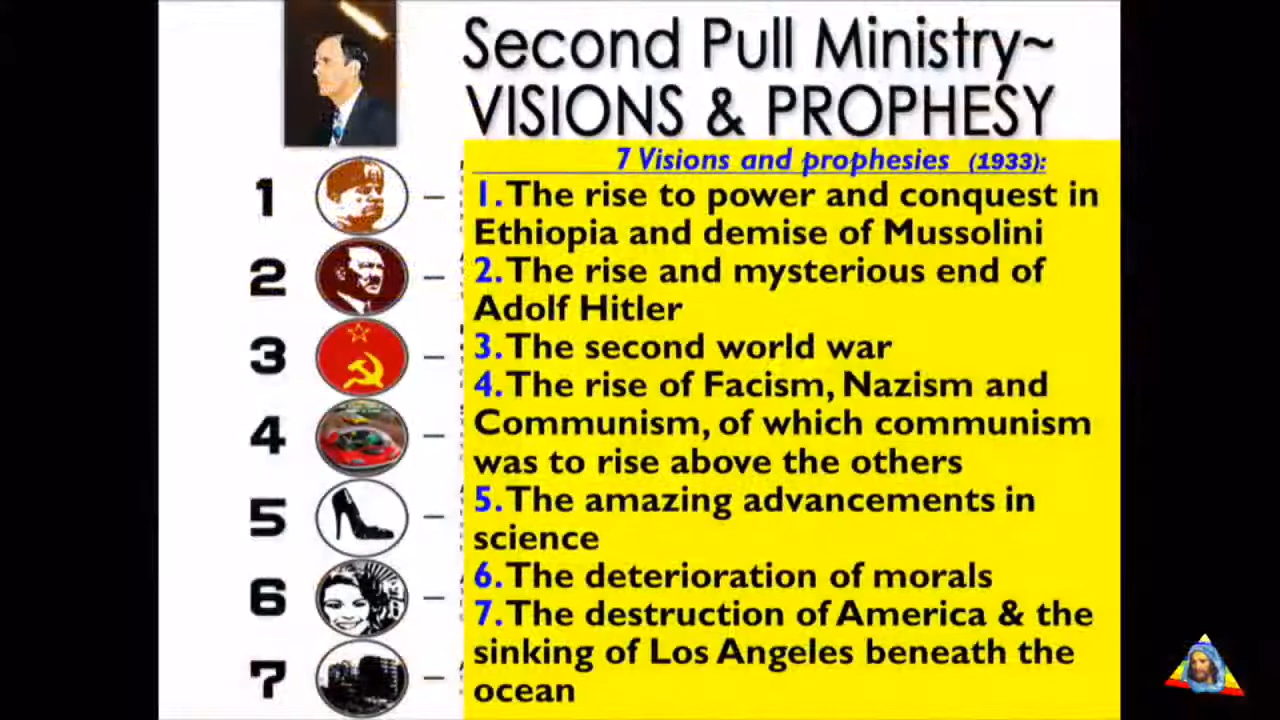 Second Pull Ministry~
VISIONS & PROPHESY
7 Visions and prophesies (1933):
1
1. The rise to power and conquest in
Ethiopia and demise of Mussolini
2
2. The rise and mysterious end of
Adolf Hitler
3
3. The second world war
4. The rise of Facism, Nazism and
4
Communism, of which communism
was to rise above the others
5
5. The amazing advancements in
science
6
6. The deterioration of morals
7. The destruction of America & the
7
sinking of Los Angeles beneath the
ocean